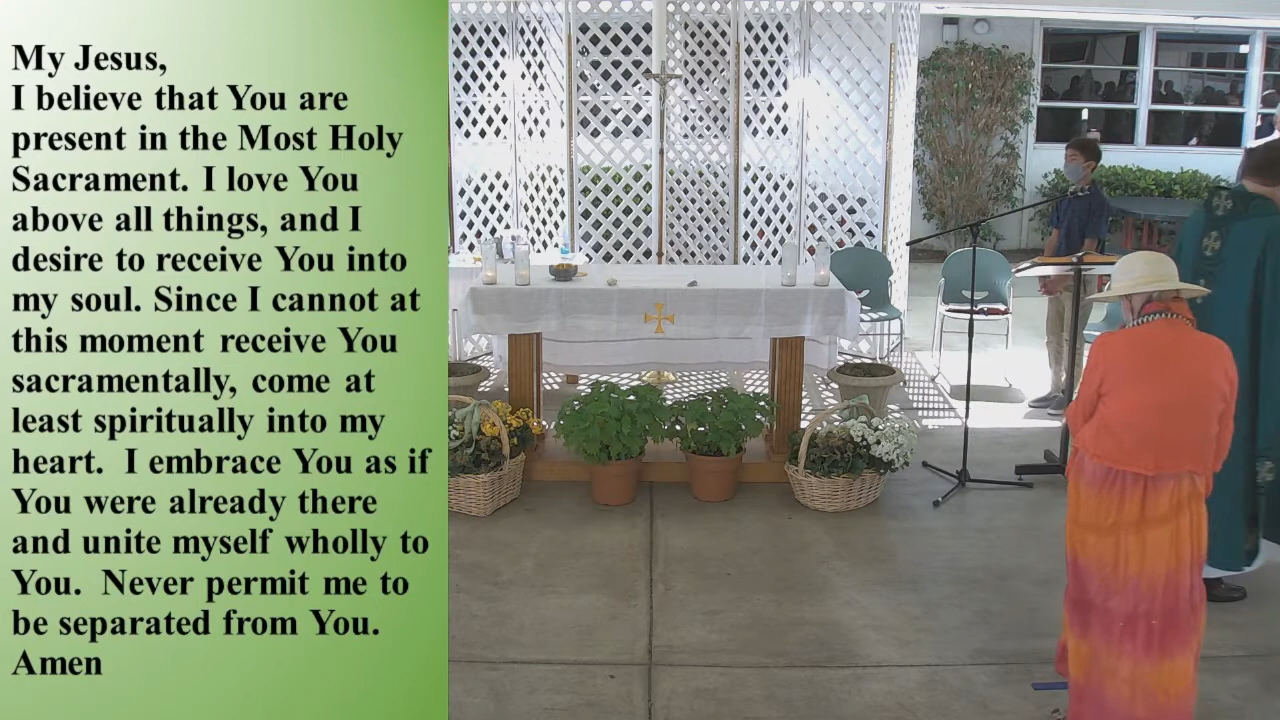 My Jesus,
I believe that You are
present in the Most Holy
Sacrament. I love You
above all things, and I
desire to receive You into
my soul. Since I cannot at
this moment receive You
sacramentally, come at
least spiritually into my
heart. I embrace You as if
You were already there
and unite myself wholly to
You. Never permit me to
be separated from You.
Amen